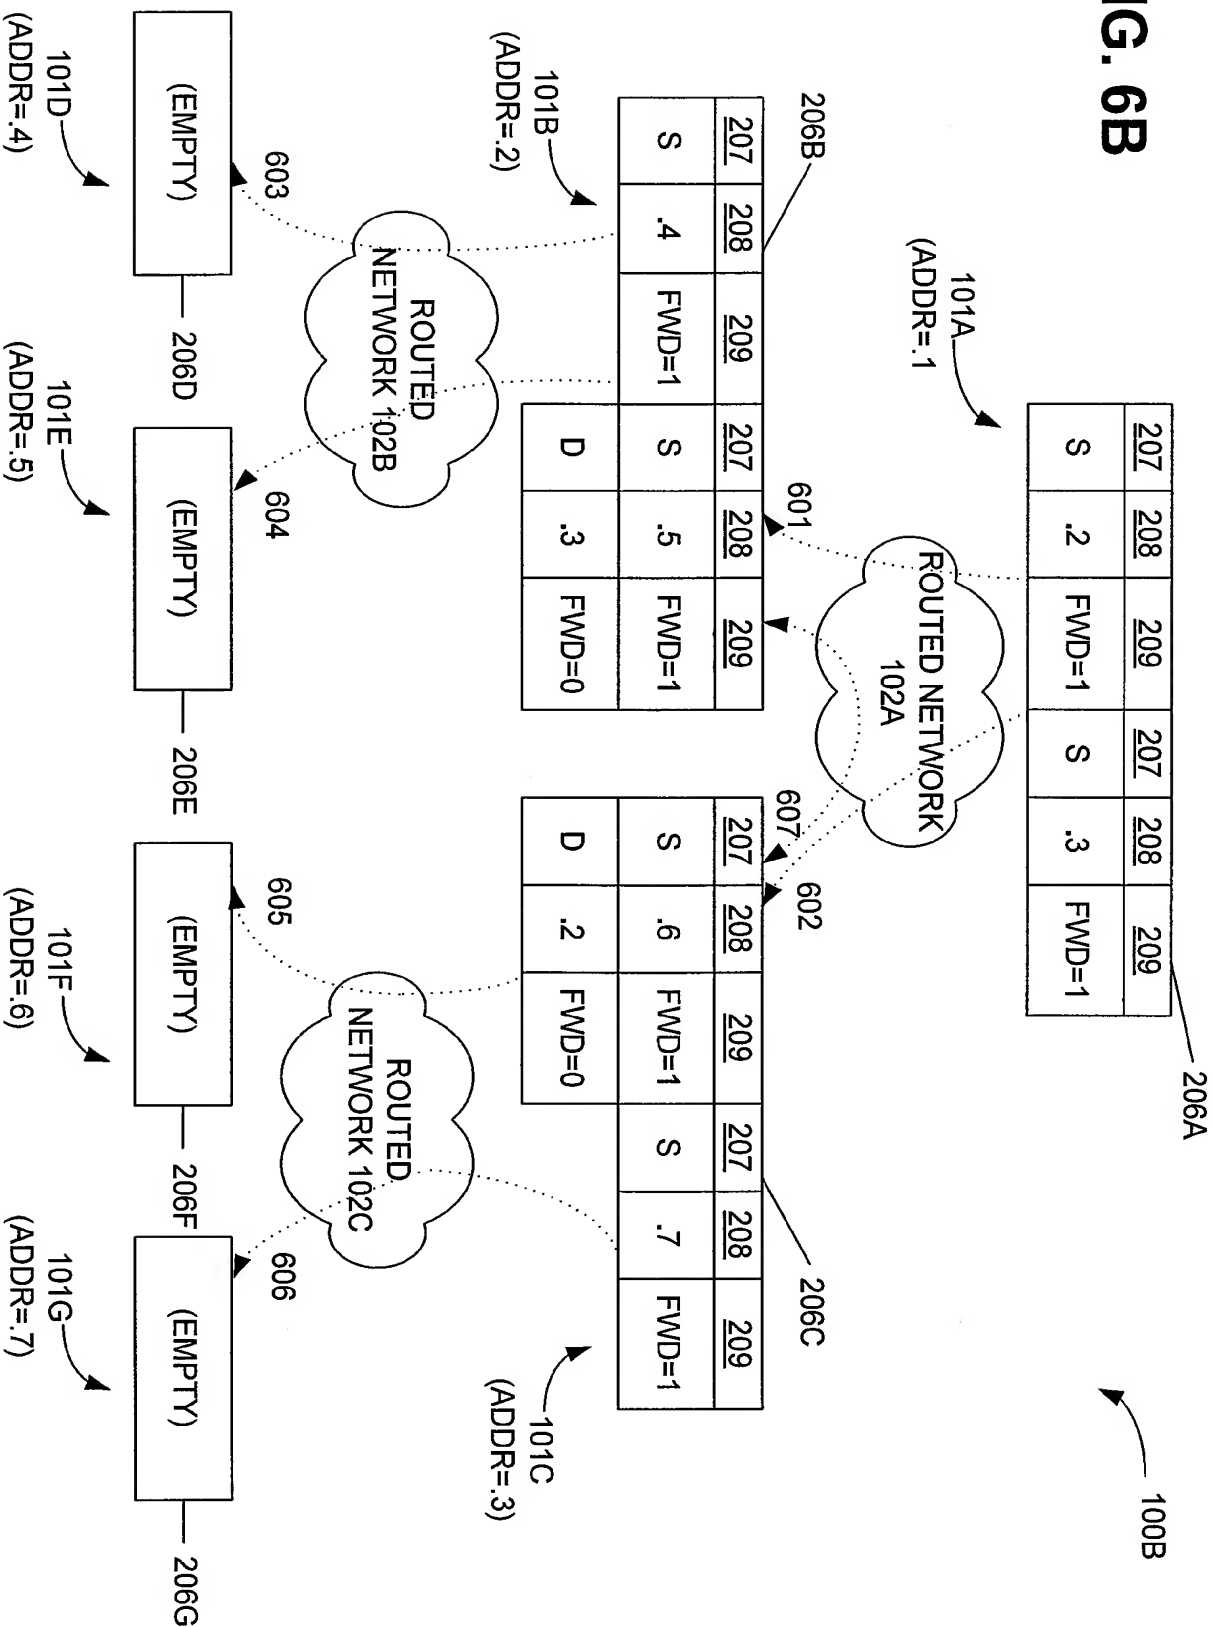 IG. 6B
100B
206A
101A
(ADDR=.1
207 208 209 207 208 209
S .2 FWD=1 S .3 FWD=1
ROUTED NETWORK
102A
601
607
602
206B
101B
(ADDR=.2)
207 208 209 207 208 209
S .4 FWD=1 S .5 FWD=1
D .3 FWD=0
206C
101C
(ADDR=.3)
207 208 209 207 208 209
S .6 FWD=1 S .7 FWD=1
D .2 FWD=0
ROUTED
NETWORK 102B
603
604
ROUTED
NETWORK 102C
605
606
(EMPTY)
206D
(EMPTY)
206E
(EMPTY)
206F
(EMPTY)
206G
101D
(ADDR=.4)
101E
(ADDR=.5)
101F
(ADDR=.6)
101G
(ADDR=.7)